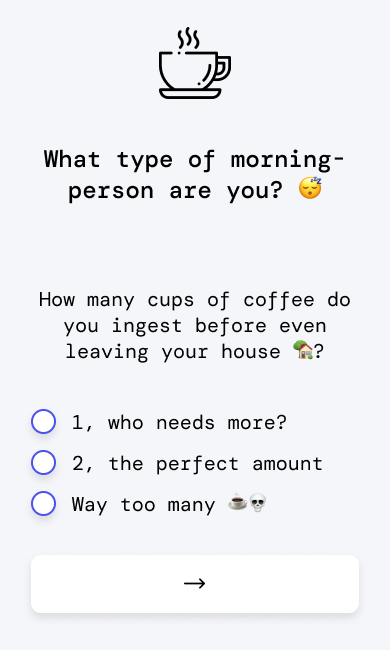 What type of morning-
person are you? 😴
How many cups of coffee do
you ingest before even
leaving your house 🏡?
1, who needs more?
2, the perfect amount
Way too many ☕💀
→